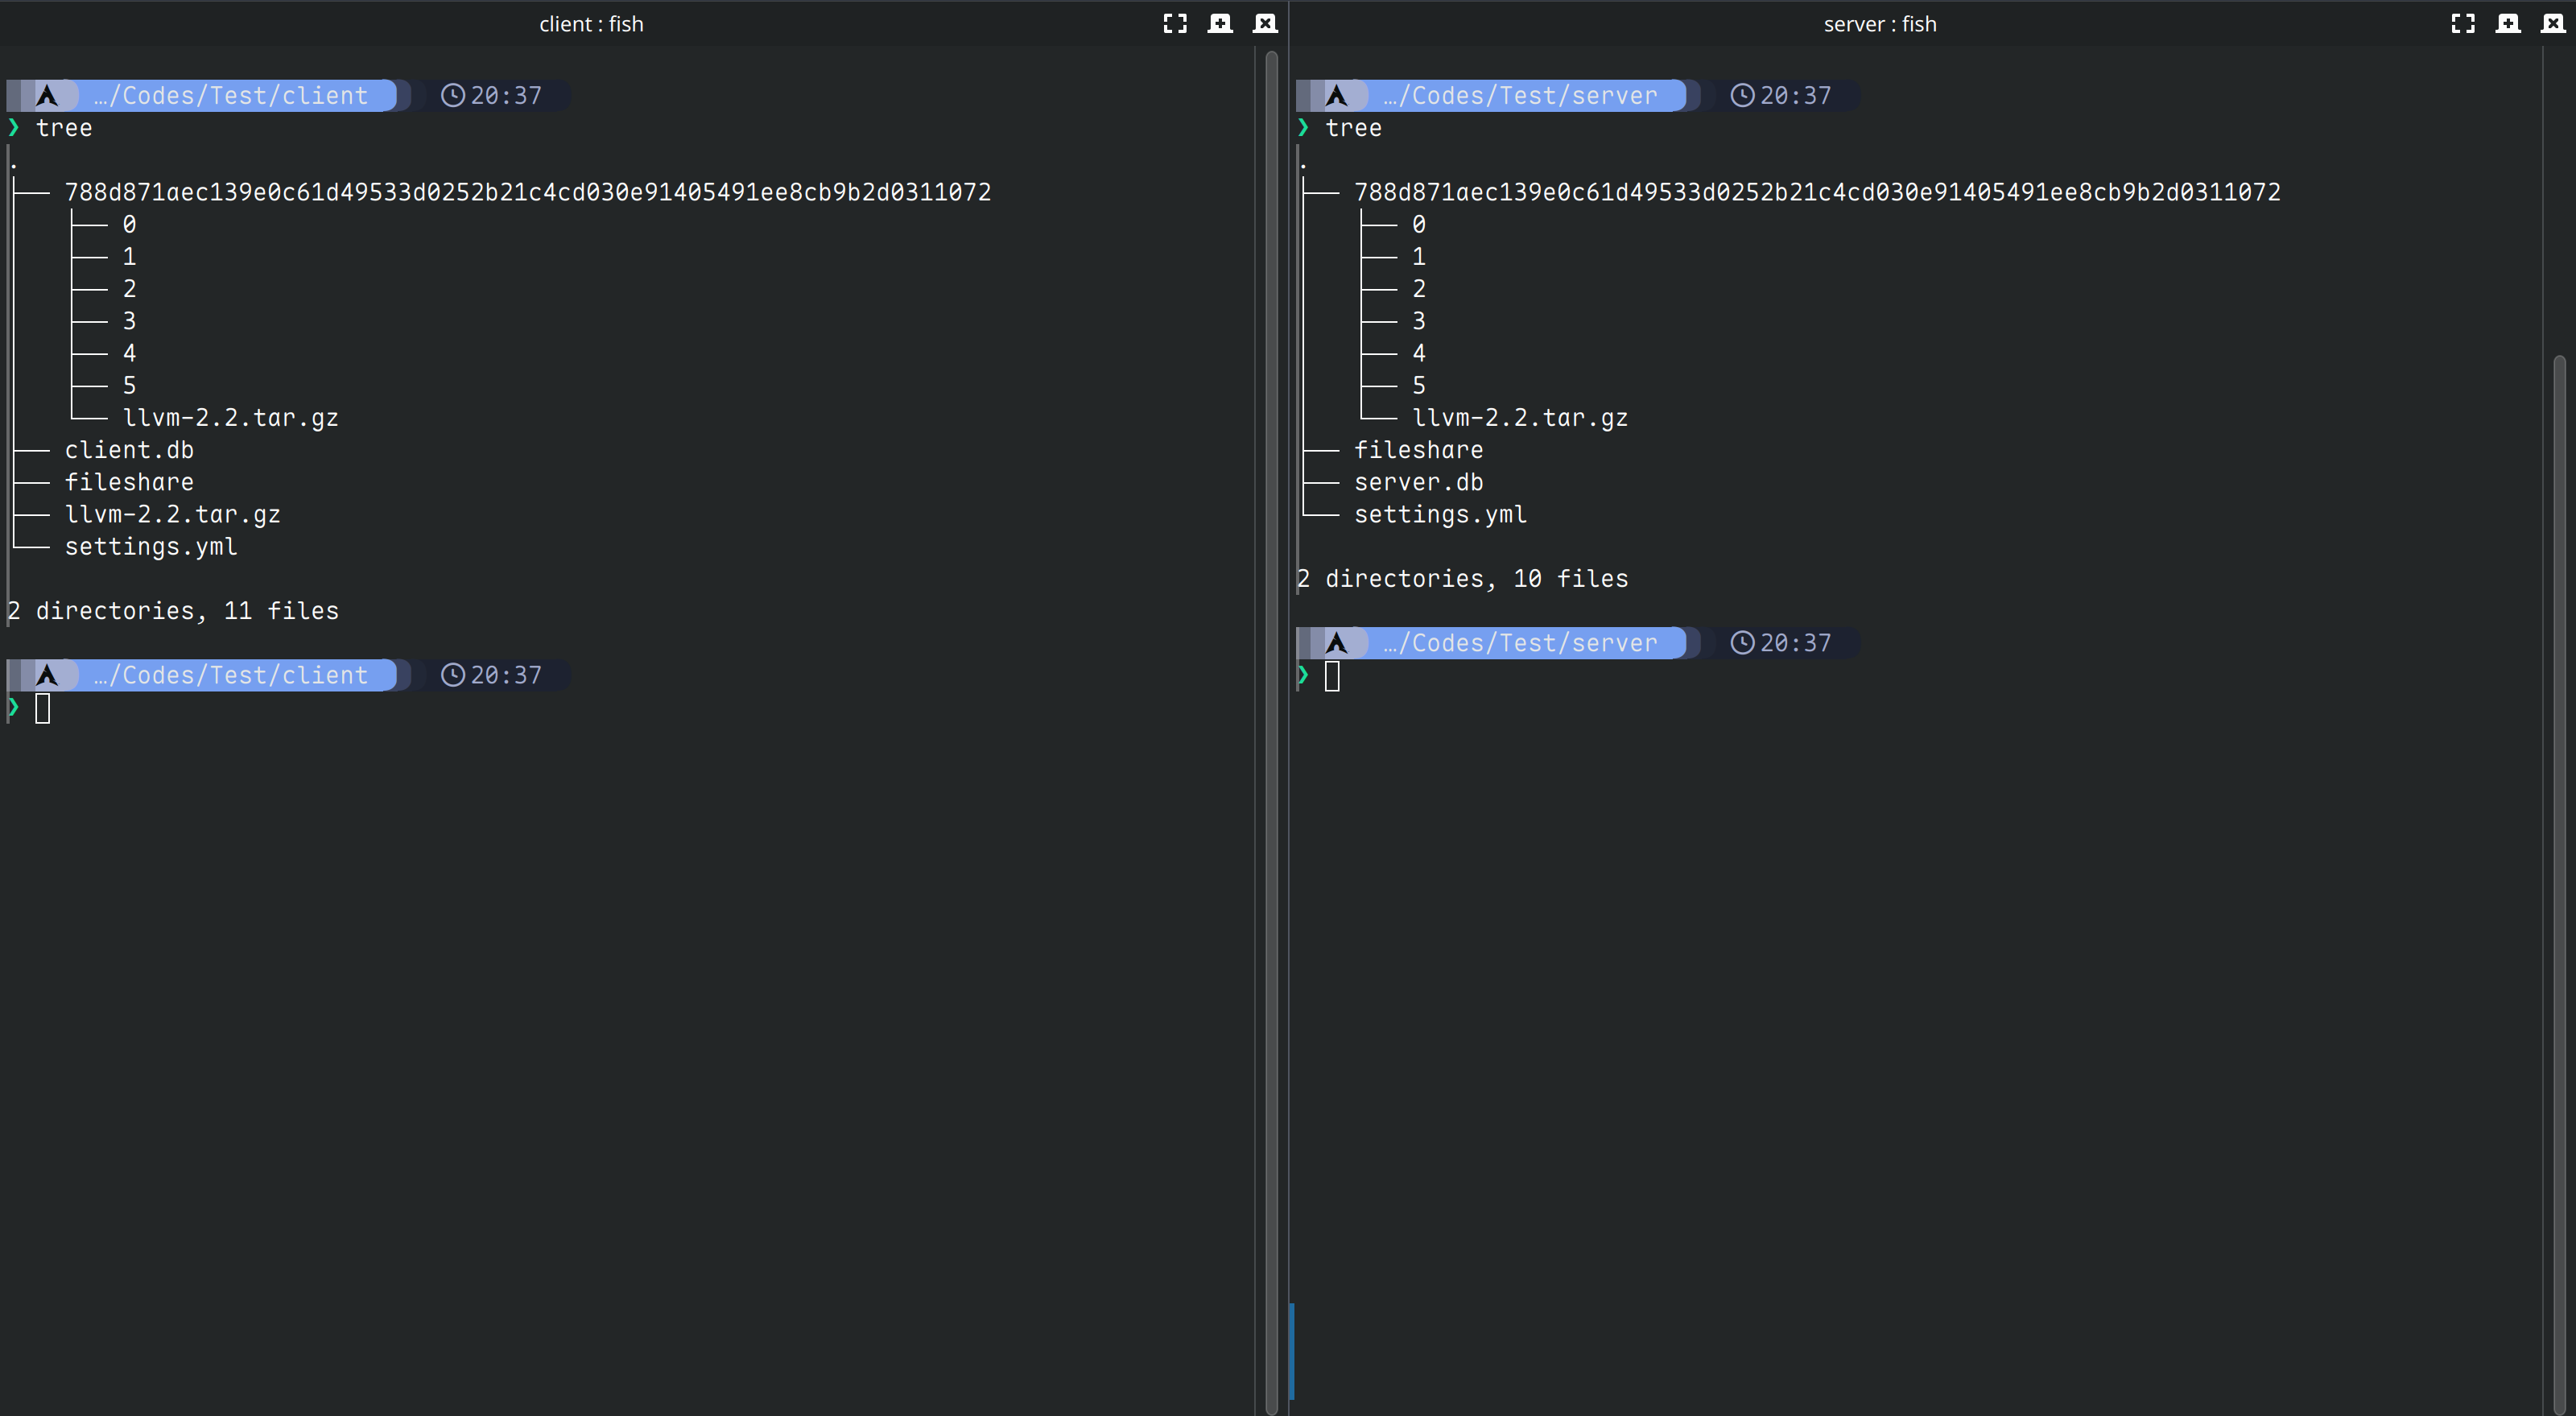 client : fish
…/Codes/Test/client 20:37
❯ tree
.
├── 788d871aec139e0c61d49533d0252b21c4cd030e91405491ee8cb9b2d0311072
│   ├── 0
│   ├── 1
│   ├── 2
│   ├── 3
│   ├── 4
│   ├── 5
│   └── llvm-2.2.tar.gz
├── client.db
├── fileshare
├── llvm-2.2.tar.gz
└── settings.yml
2 directories, 11 files
…/Codes/Test/client 20:37
❯
server : fish
…/Codes/Test/server 20:37
❯ tree
.
├── 788d871aec139e0c61d49533d0252b21c4cd030e91405491ee8cb9b2d0311072
│   ├── 0
│   ├── 1
│   ├── 2
│   ├── 3
│   ├── 4
│   ├── 5
│   └── llvm-2.2.tar.gz
├── fileshare
├── server.db
└── settings.yml
2 directories, 10 files
…/Codes/Test/server 20:37
❯